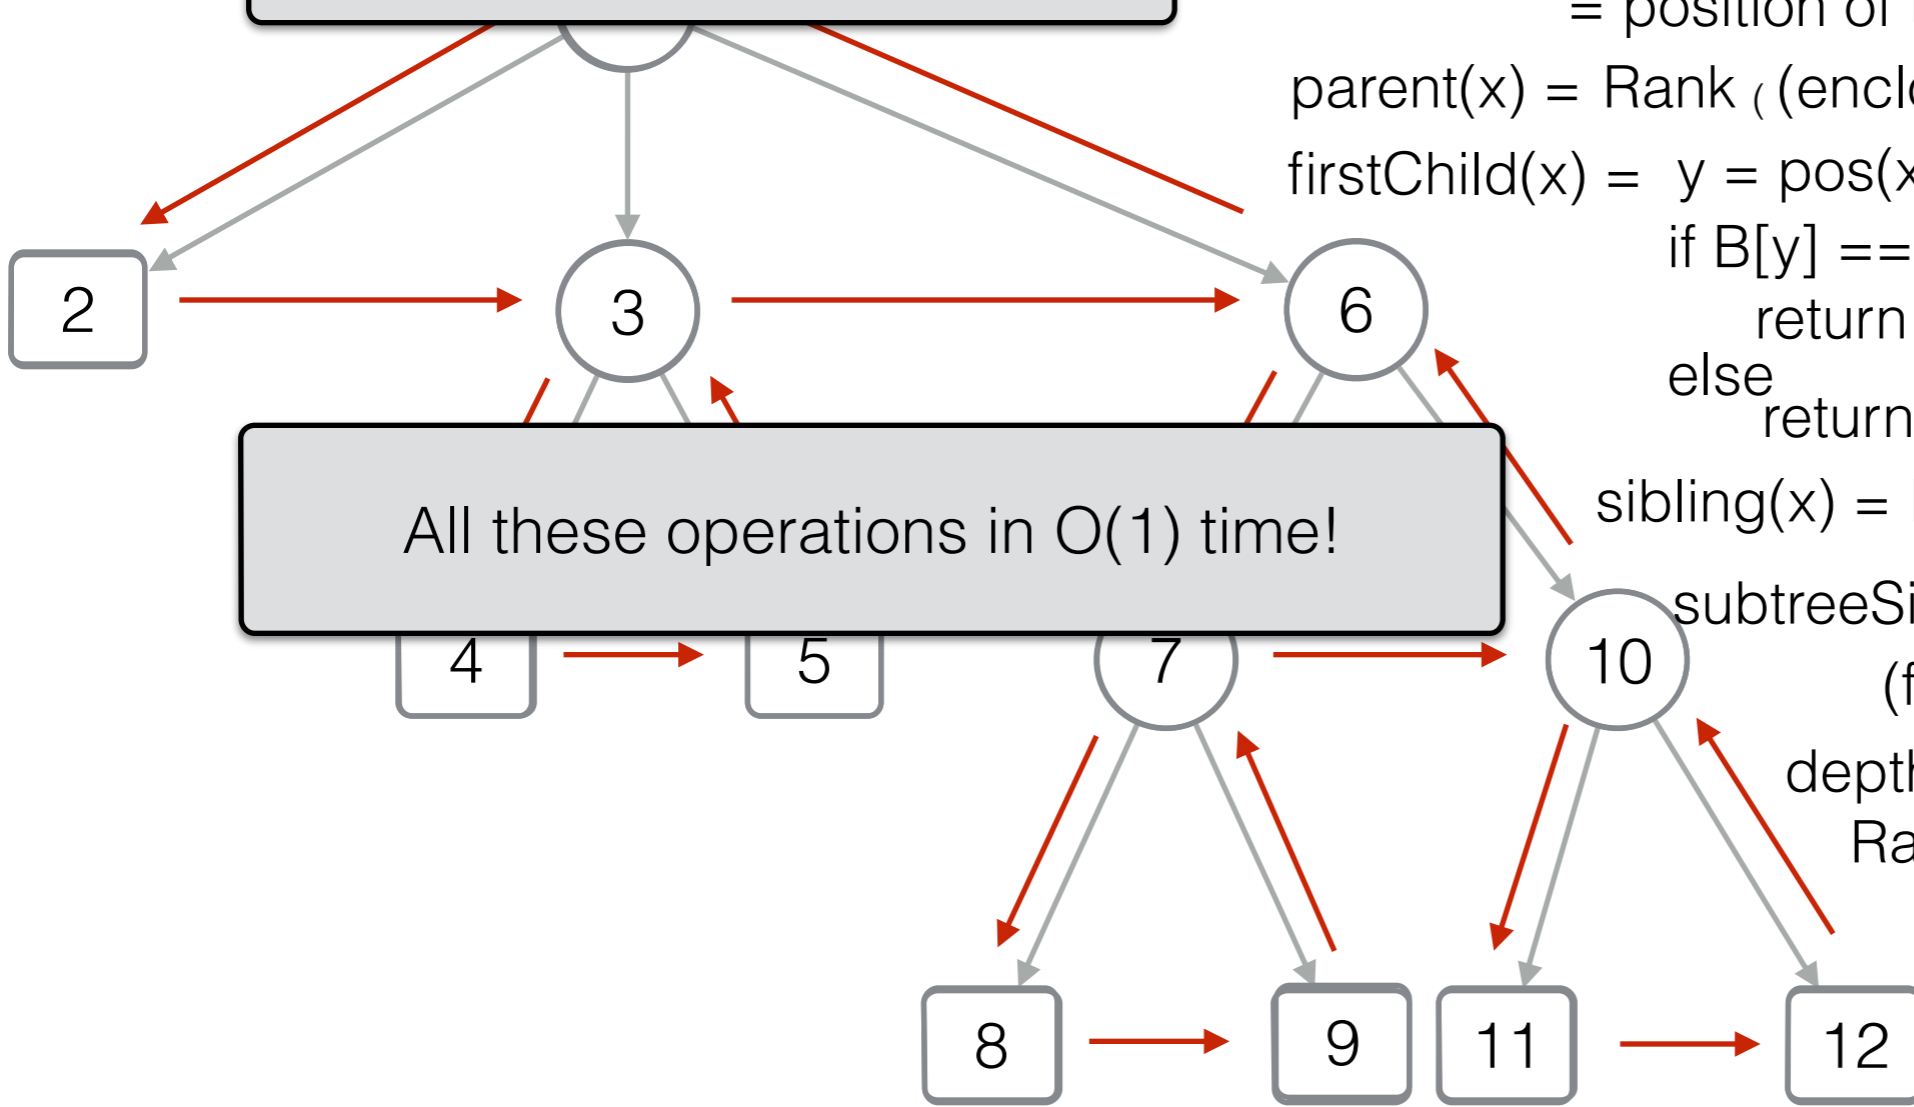 = position of
parent(x) = Rank ( (enclo
firstChild(x) = y = pos(x
if B[y] ==
return
else
return
sibling(x) =
subtreeSi
(f
depth
Ra
2
3
6
All these operations in O(1) time!
4
5
7
10
8
9
11
12